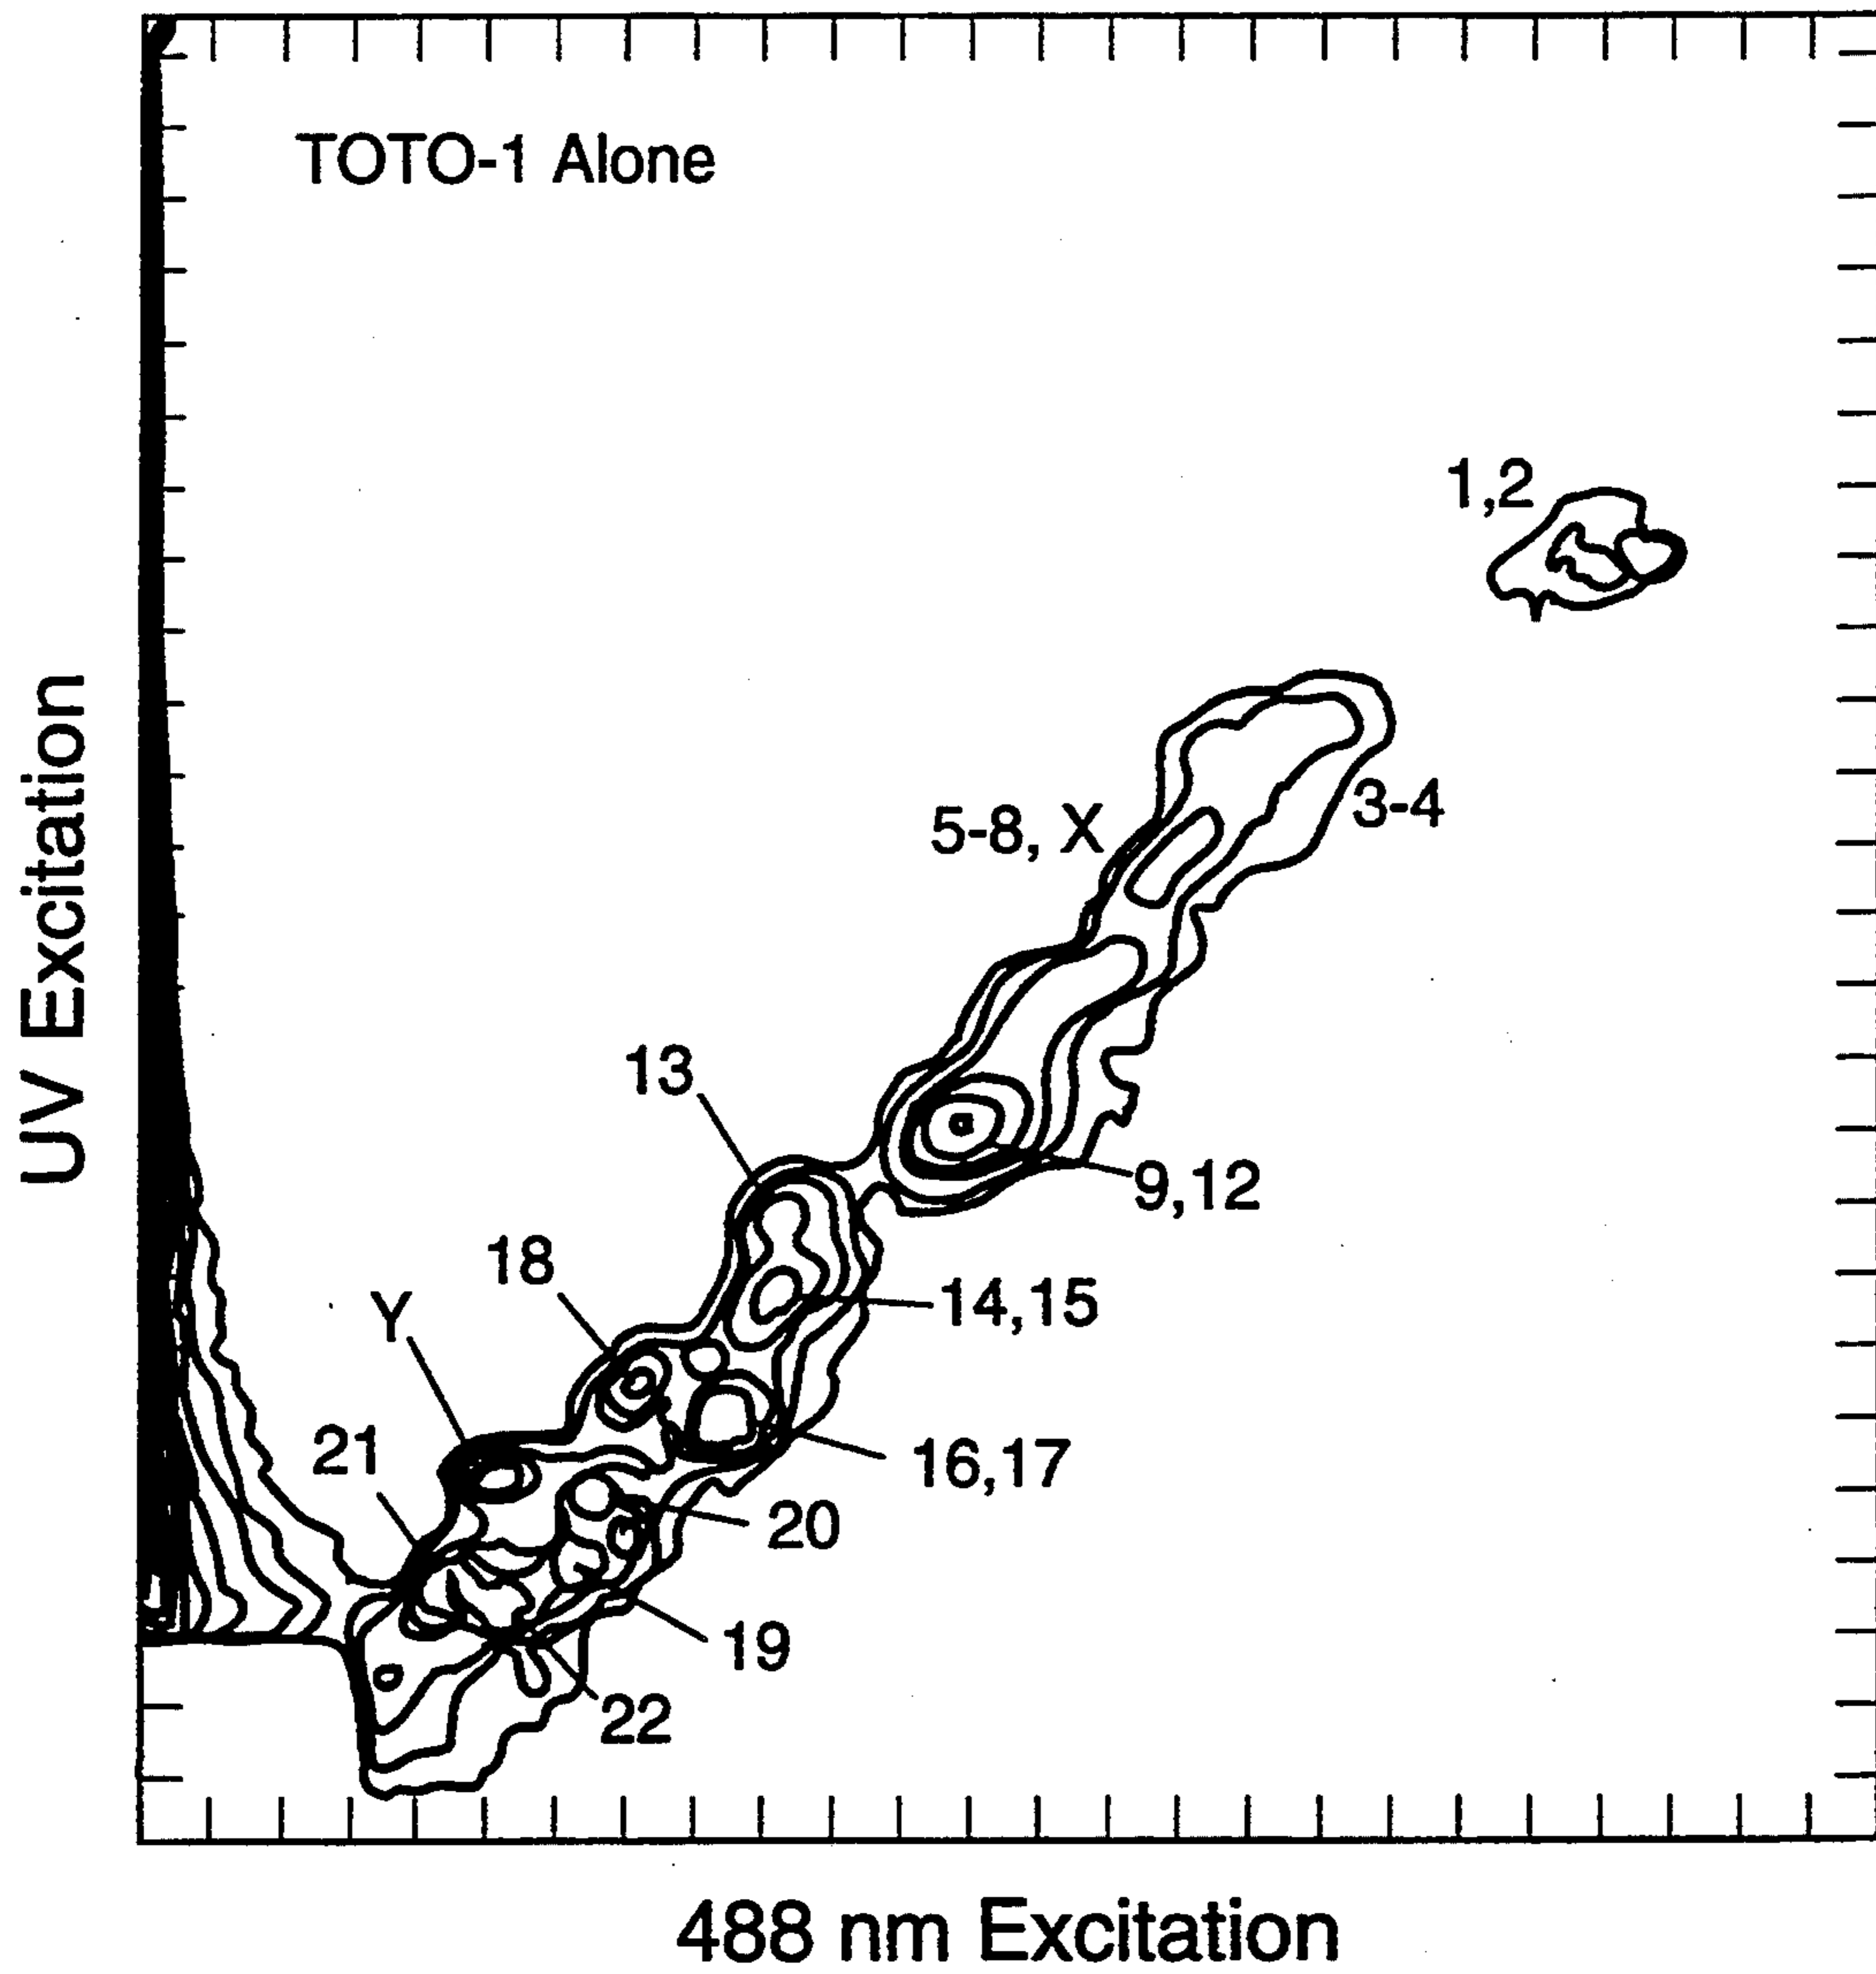 TOTO-1 Alone
1,2
3-4
5-8, X
13
9,12
18
14,15
Y
21
16,17
20
19
22
UV Excitation
488 nm Excitation